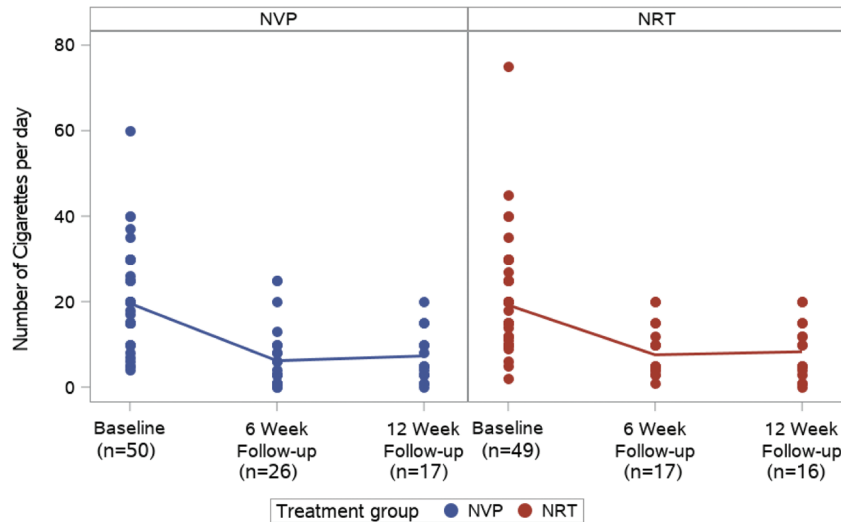 NVP
NRT
80
60
40
20
0
Number of Cigarettes per day
Baseline
(n=50)
6 Week
Follow-up
(n=26)
12 Week
Follow-up
(n=17)
Baseline
(n=49)
6 Week
Follow-up
(n=17)
12 Week
Follow-up
(n=16)
Treatment group NVP NRT